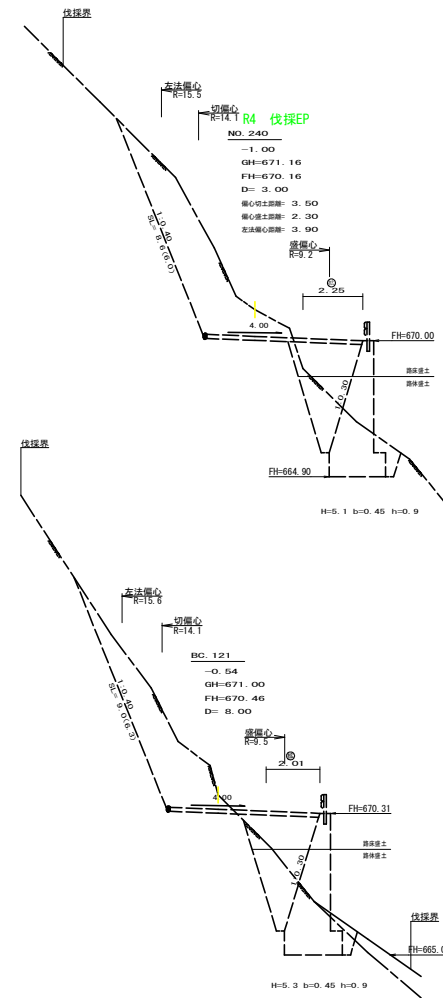 伐採界
左法偏心
R=15.5
切偏心
R=14.1
R4 伐採EP
NO. 240
-1.00
GH=671.16
FH=670.16
D= 3.00
偏心切土距離= 3.50
偏心盛土距離= 2.30
左法偏心距離= 3.90
盛偏心
R=9.2
2.25
1:0.40
SL= 8.6(6.0)
4.00
FH=670.00
路床盛土
路体盛土
1:0.30
FH=664.90
H=5.1 b=0.45 h=0.9
伐採界
左法偏心
R=15.6
切偏心
R=14.1
BC. 121
-0.54
GH=671.00
FH=670.46
D= 8.00
盛偏心
R=9.5
2.01
1:0.40
SL= 9.0(6.3)
4.00
FH=670.31
路床盛土
路体盛土
1:0.30
伐採界
FH=665.0
H=5.3 b=0.45 h=0.9